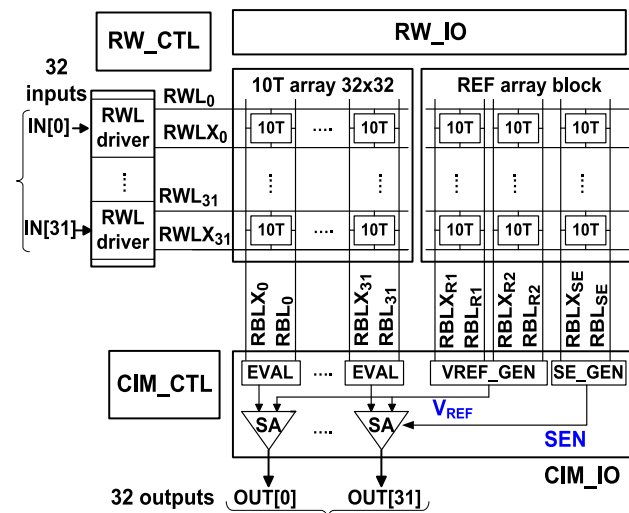 RW_CTL
RW_IO
32
inputs
10T array 32x32
REF array block
IN[0]
RWL
driver
RWL0
RWLX0
10T
....
10T
10T
10T
10T
....
....
....
....
....
....
IN[31]
RWL
driver
RWL31
RWLX31
10T
....
10T
10T
10T
10T
RBLX0
RBL0
RBLX31
RBL31
RBLXR1
RBLR1
RBLXR2
RBLR2
RBLXSE
RBLSE
CIM_CTL
EVAL
....
EVAL
VREF_GEN
SE_GEN
VREF
SA
....
SA
SEN
CIM_IO
32 outputs
OUT[0]
OUT[31]